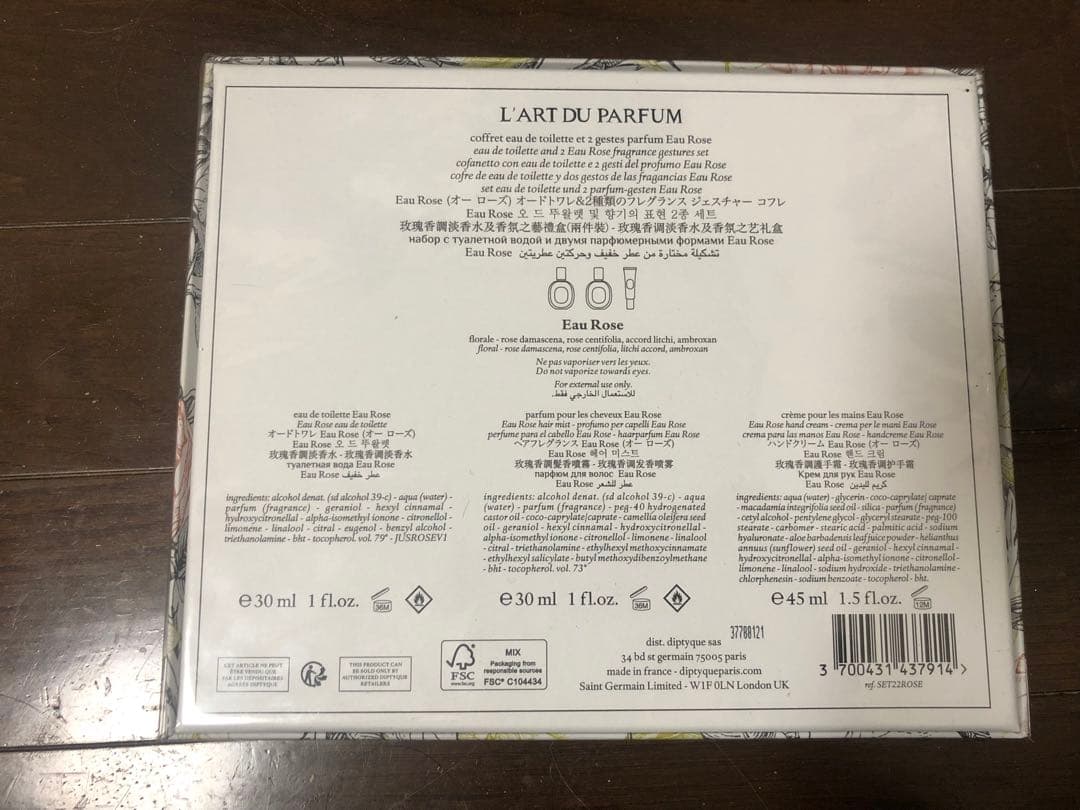 L'ART DU PARFUM
coffret eau de toilette et 2 gestes parfum Eau Rose
eau de toilette and 2 Eau Rose fragrance gestures set
cofanetto con eau de toilette e 2 gesti del profumo Eau Rose
cofre de eau de toilette y dos gestos de las fragancias Eau Rose
set eau de toilette und 2 parfum-gesten Eau Rose
Eau Rose (オー ローズ) オードトワレ&2種類のフレグランス ジェスチャー コフレ
Eau Rose 오 드 뚜왈렛 및 향기의 표현 2종 세트
玫瑰香調淡香水及香氛之藝禮盒(兩件裝) - 玫瑰香调淡香水及香氛之艺礼盒
набор с туалетной водой и двумя парфюмерными формами Eau Rose
Eau Rose تشكيلة مختارة من عطر خفيف وحركتين عطريتين
Eau Rose
florale - rose damascena, rose centifolia, accord litchi, ambroxan
floral - rose damascena, rose centifolia, litchi accord, ambroxan
Ne pas vaporiser vers les yeux.
Do not vaporize towards eyes.
For external use only.
للاستعمال الخارجي فقط.
eau de toilette Eau Rose
Eau Rose eau de toilette
オードトワレ Eau Rose (オー ローズ)
Eau Rose 오 드 뚜왈렛
玫瑰香調淡香水 - 玫瑰香调淡香水
туалетная вода Eau Rose
Eau Rose عطر خفيف
ingredients: alcohol denat. (sd alcohol 39-c) - aqua (water) -
parfum (fragrance) - geraniol - hexyl cinnamal -
hydroxycitronellal - alpha-isomethyl ionone - citronellol -
limonene - linalool - citral - eugenol - benzyl alcohol -
triethanolamine - bht - tocopherol. vol. 79° - JUSROSEV1
℮30 ml 1 fl.oz.
36M
parfum pour les cheveux Eau Rose
Eau Rose hair mist - profumo per capelli Eau Rose
perfume para el cabello Eau Rose - haarparfum Eau Rose
ヘアフレグランス Eau Rose (オー ローズ)
Eau Rose 헤어 미스트
玫瑰香調髮香噴霧 - 玫瑰香调发香喷雾
парфюм для волос Eau Rose
Eau Rose عطر للشعر
ingredients: alcohol denat. (sd alcohol 39-c) - aqua
(water) - parfum (fragrance) - peg-40 hydrogenated
castor oil - coco-caprylate/caprate - camellia oleifera seed
oil - geraniol - hexyl cinnamal - hydroxycitronellal -
alpha-isomethyl ionone - citronellol - limonene - linalool
- citral - triethanolamine - ethylhexyl methoxycinnamate
- ethylhexyl salicylate - butyl methoxydibenzoylmethane
- bht - tocopherol. vol. 73°
℮30 ml 1 fl.oz.
36M
crème pour les mains Eau Rose
Eau Rose hand cream - crema per le mani Eau Rose
crema para las manos Eau Rose - handcreme Eau Rose
ハンドクリーム Eau Rose (オー ローズ)
Eau Rose 핸드 크림
玫瑰香調護手霜 - 玫瑰香调护手霜
Крем для рук Eau Rose
Eau Rose كريم لليدين
ingredients: aqua (water) - glycerin - coco-caprylate/caprate
- macadamia integrifolia seed oil - silica - parfum (fragrance)
- cetyl alcohol - pentylene glycol - glyceryl stearate - peg-100
stearate - carbomer - stearic acid - palmitic acid - sodium
hyaluronate - aloe barbadensis leaf juice powder - helianthus
annuus (sunflower) seed oil - geraniol - hexyl cinnamal -
hydroxycitronellal - alpha-isomethyl ionone - citronellol -
limonene - linalool - sodium hydroxide - triethanolamine -
chlorphenesin - sodium benzoate - tocopherol - bht.
℮45 ml 1.5 fl.oz.
12M
CET ARTICLE NE PEUT
ÊTRE VENDU QUE
PAR LES DÉPOSITAIRES
AGRÉÉS DIPTYQUE
THIS PRODUCT CAN
BE SOLD ONLY BY
AUTHORIZED DIPTYQUE
RETAILERS
FSC
www.fsc.org
MIX
Packaging from
responsible sources
FSC® C104434
37788121
dist. diptyque sas
34 bd st germain 75005 paris
made in france - diptyqueparis.com
Saint Germain Limited - W1F 0LN London UK
3 700431 437914 >
ref. SET22ROSE